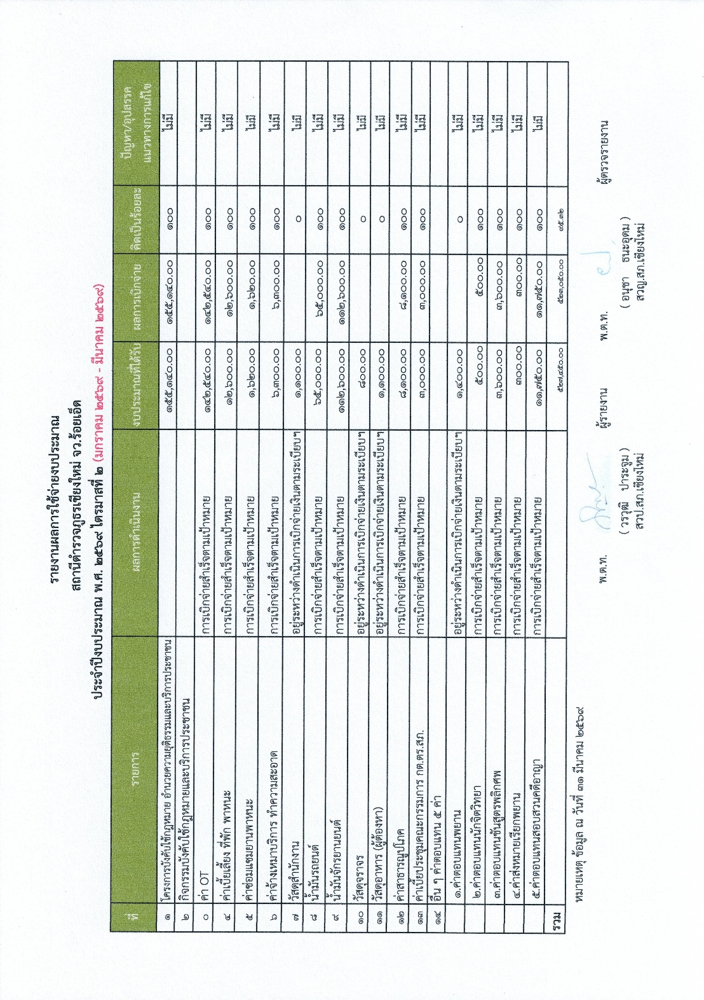 รายงานผลการใช้จ่ายงบประมาณ
สถานีตำรวจภูธรเชียงใหม่ จว.ร้อยเอ็ด
ประจำปีงบประมาณ พ.ศ. ๒๕๖๙ ไตรมาสที่ ๒ (มกราคม ๒๕๖๙ - มีนาคม ๒๕๖๙)
ที่ รายการ ผลการดำเนินงาน งบประมาณที่ได้รับ ผลการเบิกจ่าย คิดเป็นร้อยละ ปัญหา/อุปสรรค
แนวทางการแก้ไข
๑ โครงการบังคับใช้กฎหมาย อำนวยความยุติธรรมและบริการประชาชน ๑๕๕,๑๔๐.๐๐ ๑๕๕,๑๔๐.๐๐ ๑๐๐ ไม่มี
๒ กิจกรรมบังคับใช้กฎหมายและบริการประชาชน
๐ ค่า OT การเบิกจ่ายสำเร็จตามเป้าหมาย ๑๔๒,๕๔๐.๐๐ ๑๔๒,๕๔๐.๐๐ ๑๐๐ ไม่มี
๔ ค่าเบี้ยเลี้ยง ที่พัก พาหนะ การเบิกจ่ายสำเร็จตามเป้าหมาย ๑๒,๖๐๐.๐๐ ๑๒,๖๐๐.๐๐ ๑๐๐ ไม่มี
๕ ค่าซ่อมแซมยานพาหนะ การเบิกจ่ายสำเร็จตามเป้าหมาย ๑,๖๒๐.๐๐ ๑,๖๒๐.๐๐ ๑๐๐ ไม่มี
๖ ค่าจ้างเหมาบริการ ทำความสะอาด การเบิกจ่ายสำเร็จตามเป้าหมาย ๖,๓๐๐.๐๐ ๖,๓๐๐.๐๐ ๑๐๐ ไม่มี
๗ วัสดุสำนักงาน อยู่ระหว่างดำเนินการเบิกจ่ายเงินตามระเบียบฯ ๑,๑๐๐.๐๐ ๐ ไม่มี
๘ น้ำมันรถยนต์ การเบิกจ่ายสำเร็จตามเป้าหมาย ๖๕,๐๐๐.๐๐ ๖๕,๐๐๐.๐๐ ๑๐๐ ไม่มี
๙ น้ำมันจักรยานยนต์ การเบิกจ่ายสำเร็จตามเป้าหมาย ๑๑๒,๖๐๐.๐๐ ๑๑๒,๖๐๐.๐๐ ๑๐๐ ไม่มี
๑๐ วัสดุจราจร อยู่ระหว่างดำเนินการเบิกจ่ายเงินตามระเบียบฯ ๘๐๐.๐๐ ๐ ไม่มี
๑๑ วัสดุอาหาร (ผู้ต้องหา) อยู่ระหว่างดำเนินการเบิกจ่ายเงินตามระเบียบฯ ๑,๑๐๐.๐๐ ๐ ไม่มี
๑๒ ค่าสาธารณูปโภค การเบิกจ่ายสำเร็จตามเป้าหมาย ๘,๑๐๐.๐๐ ๘,๑๐๐.๐๐ ๑๐๐ ไม่มี
๑๓ ค่าเบี้ยประชุมคณะกรรมการ กต.ตร.สภ. การเบิกจ่ายสำเร็จตามเป้าหมาย ๓,๐๐๐.๐๐ ๓,๐๐๐.๐๐ ๑๐๐ ไม่มี
๑๔ อื่น ๆ ค่าตอบแทน ๕ ค่า
๑.ค่าตอบแทนพยาน อยู่ระหว่างดำเนินการเบิกจ่ายเงินตามระเบียบฯ ๑,๔๐๐.๐๐ ๐ ไม่มี
๒.ค่าตอบแทนนักจิตวิทยา การเบิกจ่ายสำเร็จตามเป้าหมาย ๕๐๐.๐๐ ๕๐๐.๐๐ ๑๐๐ ไม่มี
๓.ค่าตอบแทนชันสูตรพลิกศพ การเบิกจ่ายสำเร็จตามเป้าหมาย ๓,๖๐๐.๐๐ ๓,๖๐๐.๐๐ ๑๐๐ ไม่มี
๔.ค่าส่งหมายเรียกพยาน การเบิกจ่ายสำเร็จตามเป้าหมาย ๓๐๐.๐๐ ๓๐๐.๐๐ ๑๐๐ ไม่มี
๕.ค่าตอบแทนสอบสวนคดีอาญา การเบิกจ่ายสำเร็จตามเป้าหมาย ๑๑,๗๕๐.๐๐ ๑๑,๗๕๐.๐๐ ๑๐๐ ไม่มี
รวม ๕๒๗,๔๕๐.๐๐ ๕๒๓,๐๕๐.๐๐ ๙๕.๓๒
หมายเหตุ ข้อมูล ณ วันที่ ๓๑ มีนาคม ๒๕๖๙
พ.ต.ท. ผู้รายงาน พ.ต.ท. ผู้ตรวจรายงาน
( วรวุฒิ ปาระจูม ) ( อนุชา ธนะอุดม )
สวป.สภ.เชียงใหม่ สวญ.สภ.เชียงใหม่